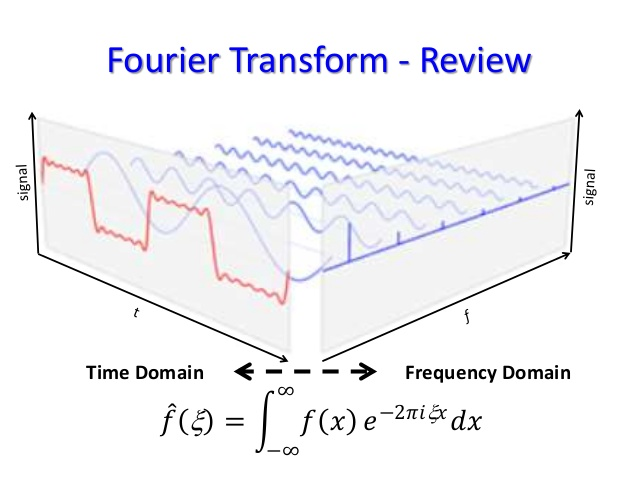 Fourier Transform - Review
signal
signal
t
f
Time Domain
Frequency Domain
f̂(ξ) = ∫_{-∞}^{∞} f(x) e^{-2πiξx} dx